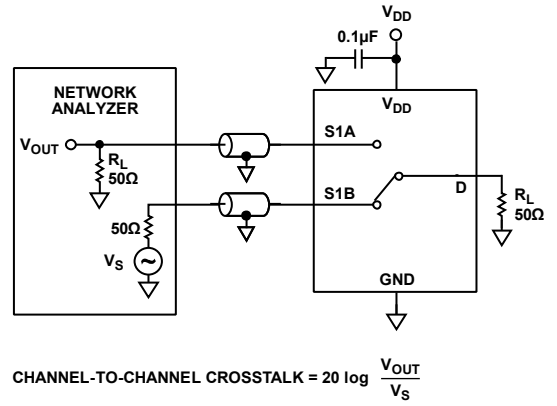 V_DD
0.1µF
NETWORK
ANALYZER
V_DD
V_OUT
S1A
R_L
50Ω
S1B
D
R_L
50Ω
50Ω
V_S
GND
CHANNEL-TO-CHANNEL CROSSTALK = 20 log V_OUT / V_S